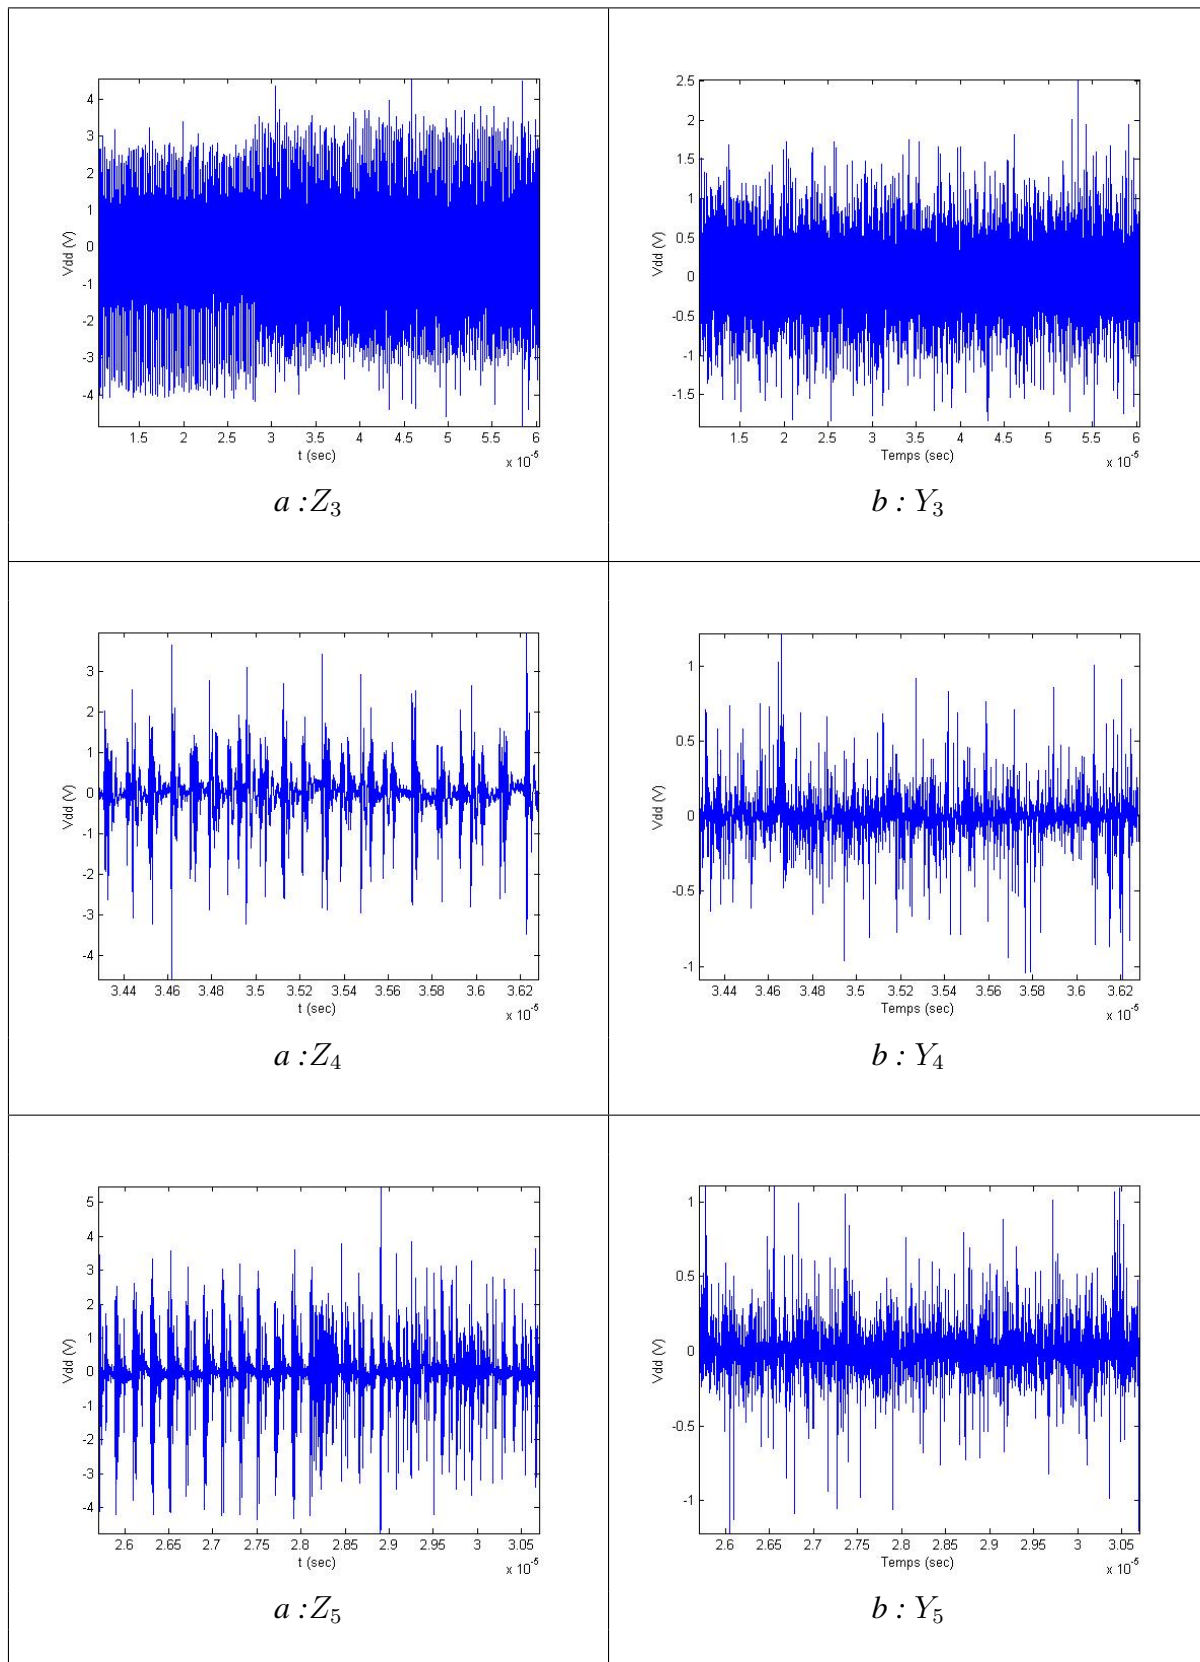 4
3
2
1
0
-1
-2
-3
-4
Vdd (V)
1.5 2 2.5 3 3.5 4 4.5 5 5.5 6
t (sec)
x 10⁻⁵
a : Z₃
2.5
2
1.5
1
0.5
0
-0.5
-1
-1.5
Vdd (V)
1.5 2 2.5 3 3.5 4 4.5 5 5.5 6
Temps (sec)
x 10⁻⁵
b : Y₃
3
2
1
0
-1
-2
-3
-4
Vdd (V)
3.44 3.46 3.48 3.5 3.52 3.54 3.56 3.58 3.6 3.62
t (sec)
x 10⁻⁵
a : Z₄
1
0.5
0
-0.5
-1
Vdd (V)
3.44 3.46 3.48 3.5 3.52 3.54 3.56 3.58 3.6 3.62
Temps (sec)
x 10⁻⁵
b : Y₄
5
4
3
2
1
0
-1
-2
-3
-4
Vdd (V)
2.6 2.65 2.7 2.75 2.8 2.85 2.9 2.95 3 3.05
t (sec)
x 10⁻⁵
a : Z₅
1
0.5
0
-0.5
-1
Vdd (V)
2.6 2.65 2.7 2.75 2.8 2.85 2.9 2.95 3 3.05
Temps (sec)
x 10⁻⁵
b : Y₅